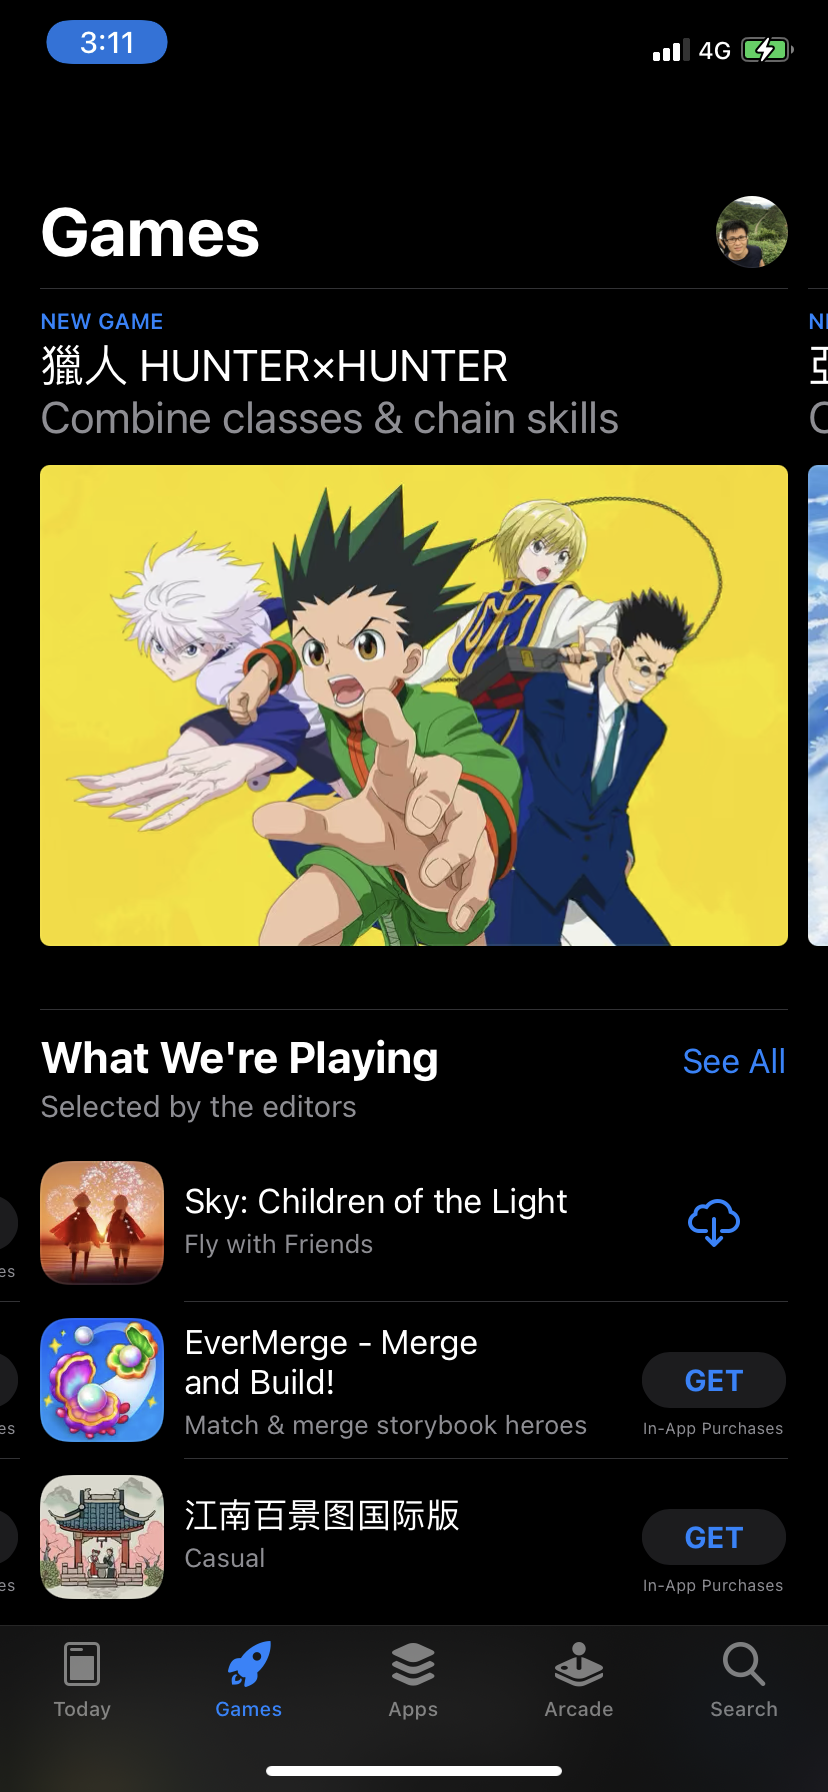 3:11
4G
Games
NEW GAME
獵人 HUNTER×HUNTER
Combine classes & chain skills
What We're Playing
See All
Selected by the editors
Sky: Children of the Light
Fly with Friends
EverMerge - Merge
and Build!
Match & merge storybook heroes
GET
In-App Purchases
江南百景图国际版
Casual
GET
In-App Purchases
Today
Games
Apps
Arcade
Search